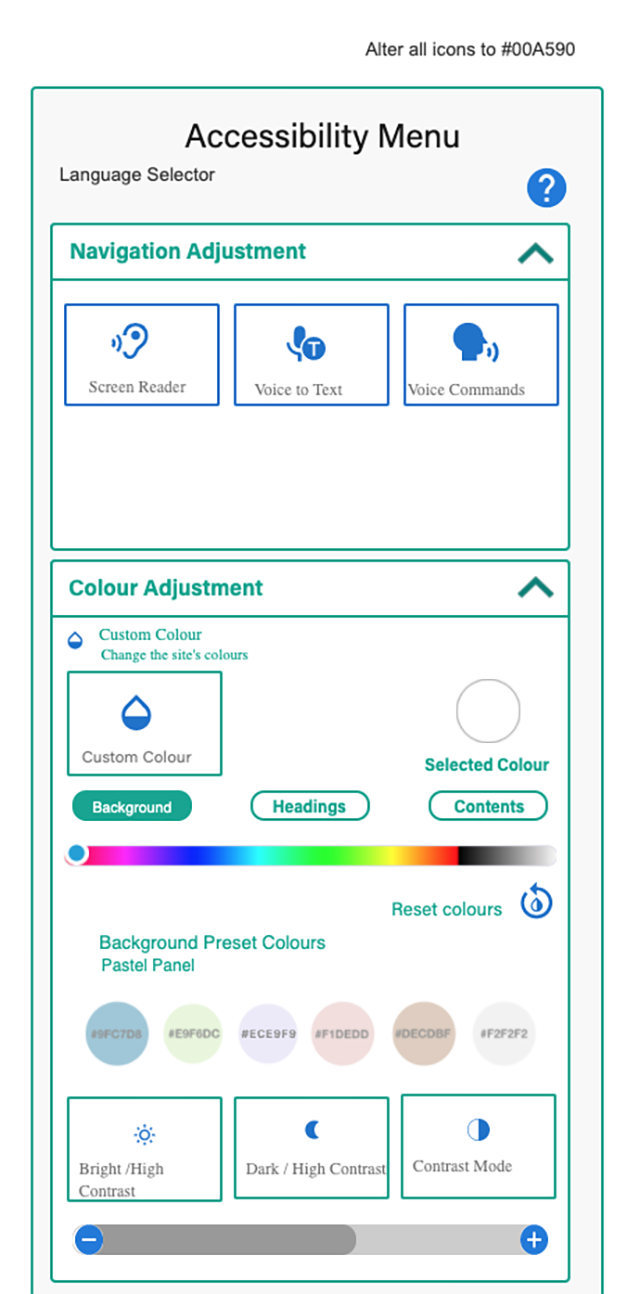 Alter all icons to #00A590
Accessibility Menu
Language Selector
?
Navigation Adjustment
Screen Reader
T
Voice to Text
Voice Commands
Colour Adjustment
Custom Colour
Change the site's colours
Custom Colour
Selected Colour
Background
Headings
Contents
Reset colours
Background Preset Colours
Pastel Panel
#9FC7D8
#E9F6DC
#ECE9F9
#F1DEDD
#DECDBF
#F2F2F2
Bright /High
Contrast
Dark / High Contrast
Contrast Mode